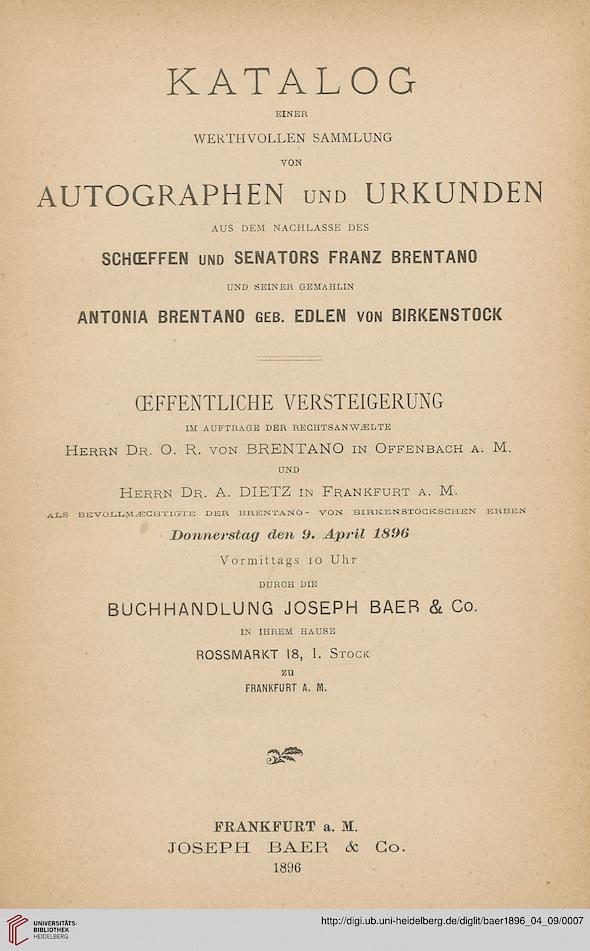 KATALOG
EINER
WERTHVOLLEN SAMMLUNG
VON
AUTOGRAPHEN UND URKUNDEN
AUS DEM NACHLASSE DES
SCHŒFFEN UND SENATORS FRANZ BRENTANO
UND SEINER GEMAHLIN
ANTONIA BRENTANO GEB. EDLEN VON BIRKENSTOCK
ŒFFENTLICHE VERSTEIGERUNG
IM AUFTRAGE DER RECHTSANWÆLTE
HERRN DR. O. R. VON BRENTANO IN OFFENBACH A. M.
UND
HERRN DR. A. DIETZ IN FRANKFURT A. M.
ALS BEVOLLMÆCHTIGTE DER BRENTANO- VON BIRKENSTOCKSCHEN ERBEN
Donnerstag den 9. April 1896
Vormittags 10 Uhr
DURCH DIE
BUCHHANDLUNG JOSEPH BAER & Co.
IN IHREM HAUSE
ROSSMARKT 18, I. STOCK
ZU
FRANKFURT A. M.
FRANKFURT a. M.
JOSEPH BAER & Co.
1896
UNIVERSITÄTS-
BIBLIOTHEK
HEIDELBERG
http://digi.ub.uni-heidelberg.de/diglit/baer1896_04_09/0007